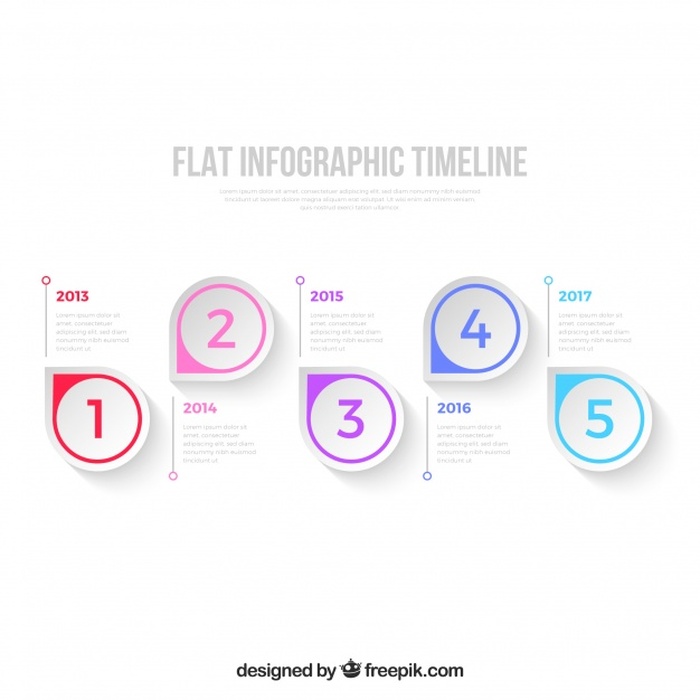 FLAT INFOGRAPHIC TIMELINE
Lorem ipsum dolor sit amet, consectetuer adipiscing elit, sed diam nonummy nibh euismod
tincidunt ut laoreet dolore magna aliquam erat volutpat. Ut wisi enim ad minim veniam,
quis nostrud exerci tation ullamcorper.
2013
Lorem ipsum dolor sit
amet, consectetuer
adipiscing elit, sed diam
nonummy nibh euismod
tincidunt ut
1
2
2014
Lorem ipsum dolor sit
amet, consectetuer
adipiscing elit, sed diam
nonummy nibh euismod
tincidunt ut
2015
Lorem ipsum dolor sit
amet, consectetuer
adipiscing elit, sed diam
nonummy nibh euismod
tincidunt ut
3
4
2016
Lorem ipsum dolor sit
amet, consectetuer
adipiscing elit, sed diam
nonummy nibh euismod
tincidunt ut
2017
Lorem ipsum dolor sit
amet, consectetuer
adipiscing elit, sed diam
nonummy nibh euismod
tincidunt ut
5
designed by freepik.com